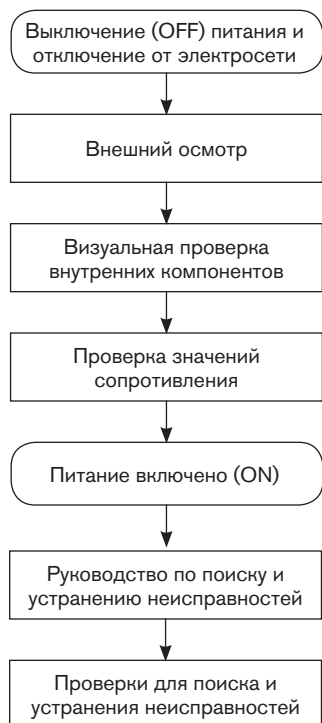 Выключение (OFF) питания и
отключение от электросети
Внешний осмотр
Визуальная проверка
внутренних компонентов
Проверка значений
сопротивления
Питание включено (ON)
Руководство по поиску и
устранению неисправностей
Проверки для поиска и
устранения неисправностей